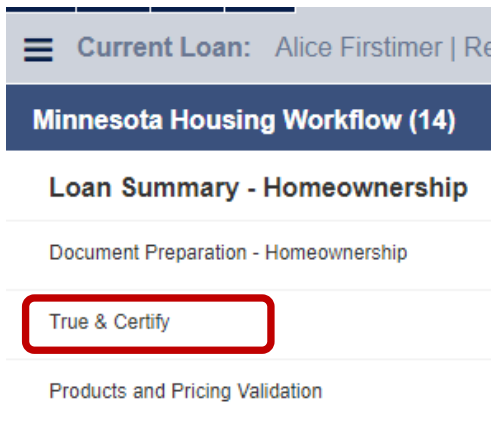 Current Loan: Alice Firstimer | Re
Minnesota Housing Workflow (14)
Loan Summary - Homeownership
Document Preparation - Homeownership
True & Certify
Products and Pricing Validation